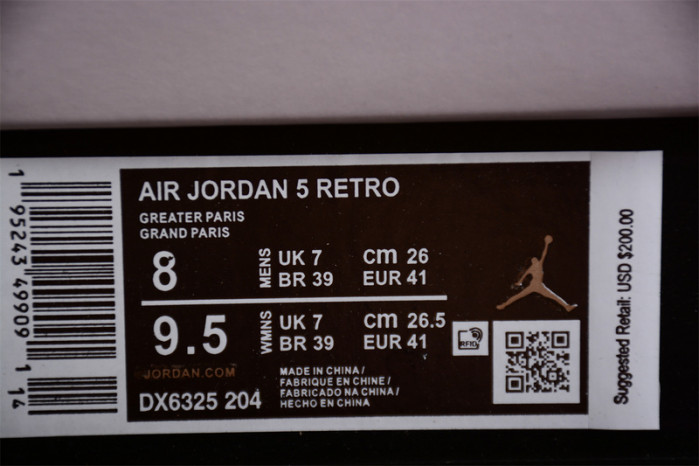 AIR JORDAN 5 RETRO
GREATER PARIS
GRAND PARIS
8 MENS UK 7 cm 26
BR 39 EUR 41
9.5 WMNS UK 7 cm 26.5
BR 39 EUR 41
RFID
JORDAN.COM
MADE IN CHINA /
FABRIQUE EN CHINE /
FABRICADO NA CHINA /
HECHO EN CHINA
DX6325 204
1 95243 49909 1 14
Suggested Retail: USD $200.00